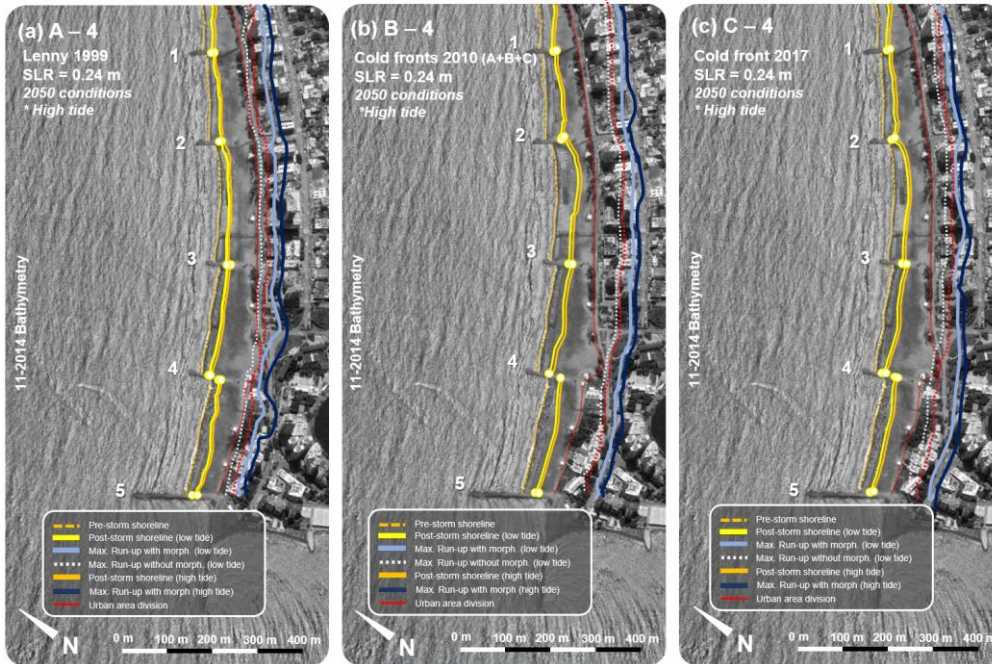 (a) A – 4
Lenny 1999
SLR = 0.24 m
2050 conditions
* High tide
1
2
3
4
5
11-2014 Bathymetry
Pre-storm shoreline
Post-storm shoreline (low tide)
Max. Run-up with morph. (low tide)
Max. Run-up without morph. (low tide)
Post-storm shoreline (high tide)
Max. Run-up with morph (high tide)
Urban area division
N
0 m 100 m 200 m 300 m 400 m
(b) B – 4
Cold fronts 2010 (A+B+C)
SLR = 0.24 m
2050 conditions
*High tide
1
2
3
4
5
11-2014 Bathymetry
Pre-storm shoreline
Post-storm shoreline (low tide)
Max. Run-up with morph. (low tide)
Max. Run-up without morph. (low tide)
Post-storm shoreline (high tide)
Max. Run-up with morph (high tide)
Urban area division
N
0 m 100 m 200 m 300 m 400 m
(c) C – 4
Cold front 2017
SLR = 0.24 m
2050 conditions
* High tide
1
2
3
4
5
11-2014 Bathymetry
Pre-storm shoreline
Post-storm shoreline (low tide)
Max. Run-up with morph. (low tide)
Max. Run-up without morph. (low tide)
Post-storm shoreline (high tide)
Max. Run-up with morph (high tide)
Urban area division
N
0 m 100 m 200 m 300 m 400 m